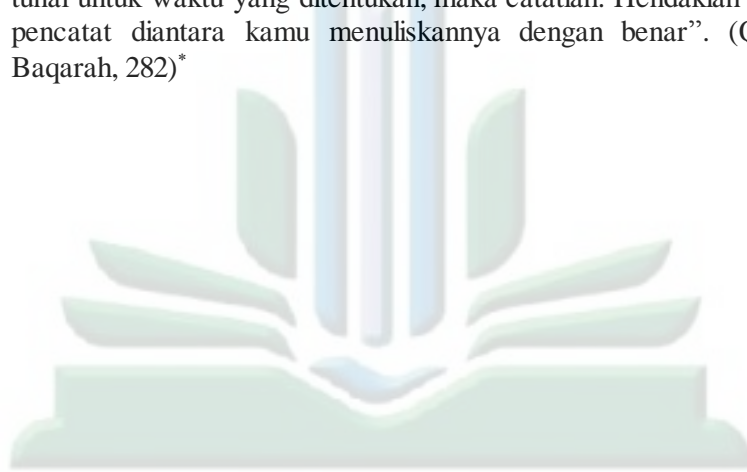 tunai untuk waktu yang ditentukan, maka catatlah. Hendaklah
pencatat diantara kamu menuliskannya dengan benar”. (
Baqarah, 282)*